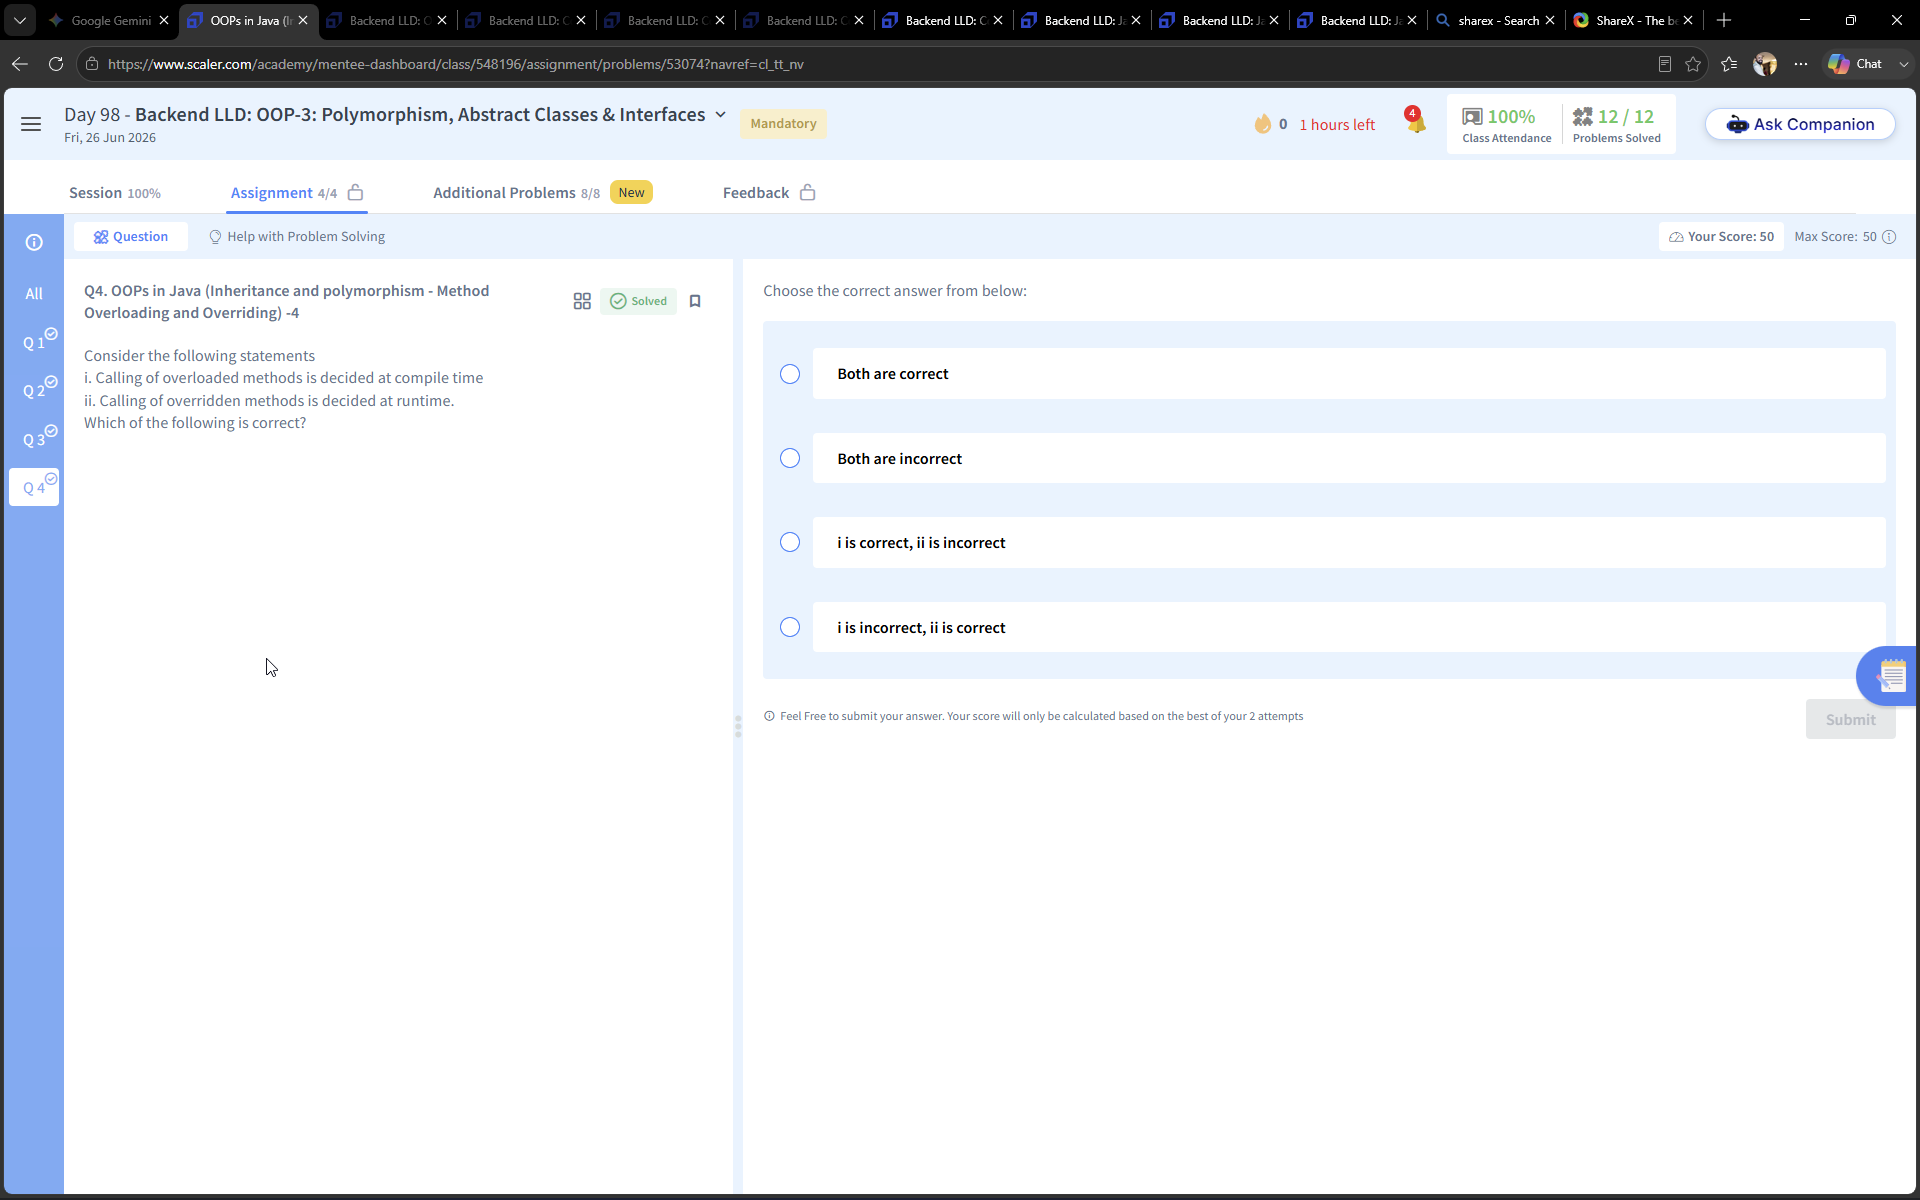 Google Gemini
OOPs in Java (I
Backend LLD: O
Backend LLD: C
Backend LLD: C
Backend LLD: C
Backend LLD: C
Backend LLD: J
Backend LLD: J
Backend LLD: J
sharex - Search
ShareX - The b
https://www.scaler.com/academy/mentee-dashboard/class/548196/assignment/problems/53074?navref=cl_tt_nv
Chat
Day 98 - Backend LLD: OOP-3: Polymorphism, Abstract Classes & Interfaces
Fri, 26 Jun 2026
Mandatory
0
1 hours left
4
100%
Class Attendance
12 / 12
Problems Solved
Ask Companion
Session 100%
Assignment 4/4
Additional Problems 8/8
New
Feedback
Question
Help with Problem Solving
Your Score: 50
Max Score: 50
All
Q 1
Q 2
Q 3
Q 4
Q4. OOPs in Java (Inheritance and polymorphism - Method
Overloading and Overriding) -4
Solved
Consider the following statements
i. Calling of overloaded methods is decided at compile time
ii. Calling of overridden methods is decided at runtime.
Which of the following is correct?
Choose the correct answer from below:
Both are correct
Both are incorrect
i is correct, ii is incorrect
i is incorrect, ii is correct
Feel Free to submit your answer. Your score will only be calculated based on the best of your 2 attempts
Submit